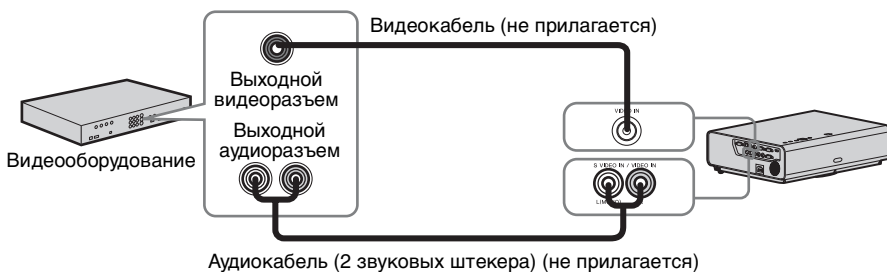 Видеокабель (не прилагается)
Выходной
видеоразъем
Выходной
аудиоразъем
Видеооборудование
VIDEO IN
S VIDEO IN / VIDEO IN
Аудиокабель (2 звуковых штекера) (не прилагается)